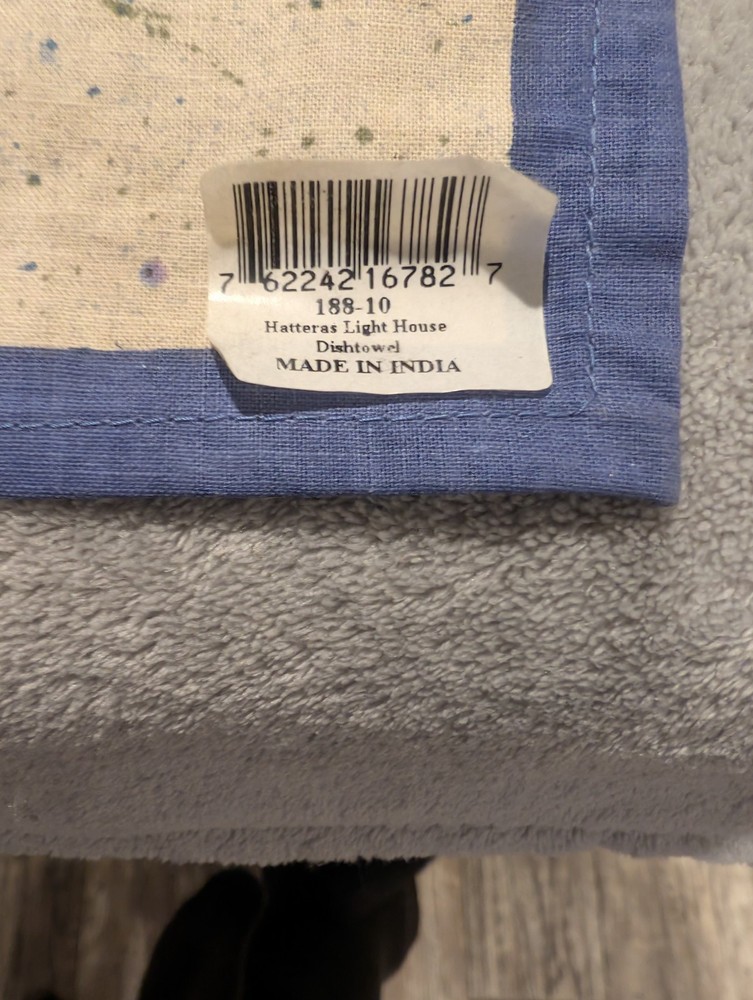 7 62242 16782 7
188-10
Hatteras Light House
Dishtowel
MADE IN INDIA